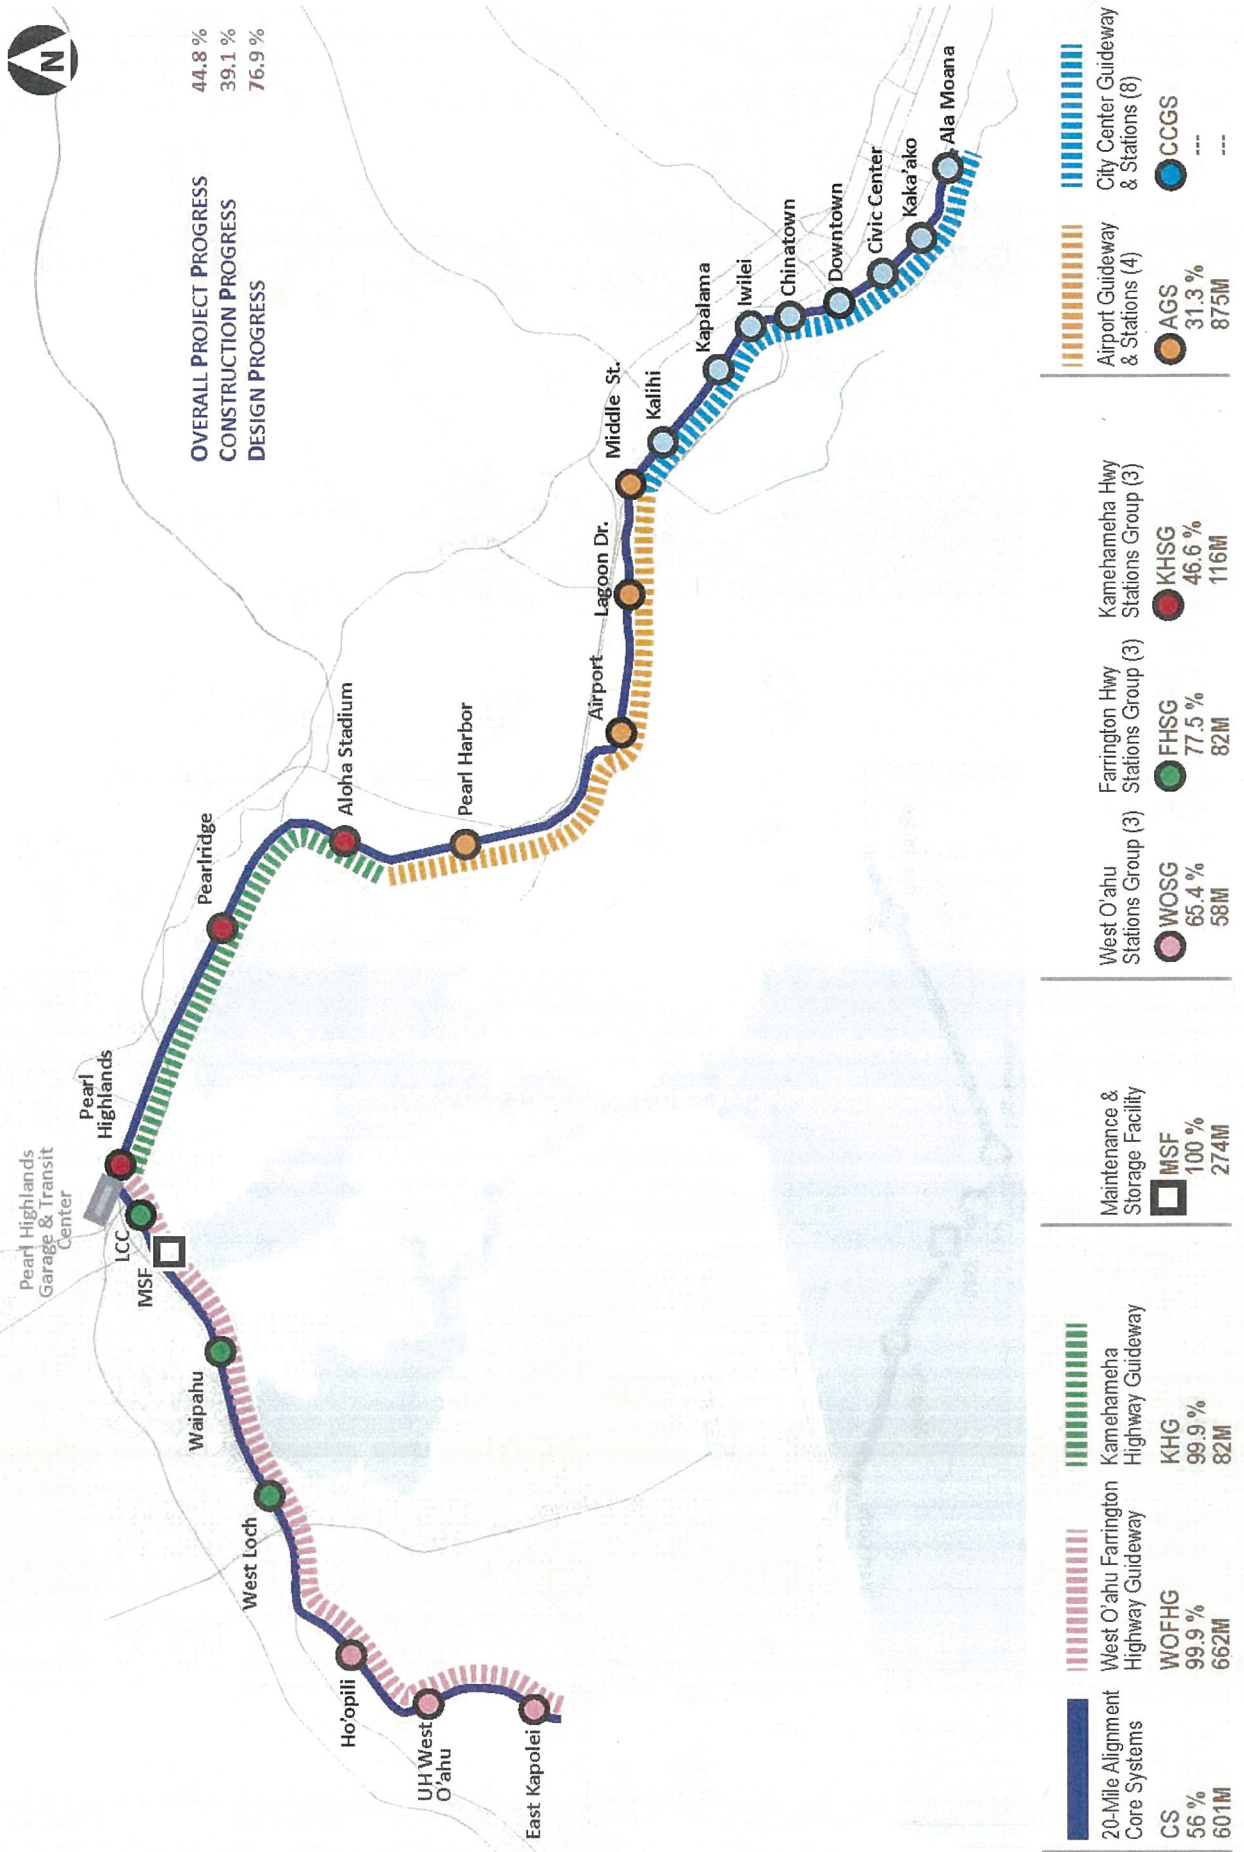 N
OVERALL PROJECT PROGRESS 44.8 %
CONSTRUCTION PROGRESS 39.1 %
DESIGN PROGRESS 76.9 %
Pearl Highlands
Garage & Transit
Center
Pearl
Highlands
LCC
MSF
Waipahu
West Loch
Ho'opili
UH West
O'ahu
East Kapolei
Pearlridge
Aloha Stadium
Pearl Harbor
Airport
Lagoon Dr.
Middle St.
Kalihi
Kapalama
Iwilei
Chinatown
Downtown
Civic Center
Kaka'ako
Ala Moana
20-Mile Alignment
Core Systems
CS
56 %
601M
West O'ahu Farrington
Highway Guideway
WOFHG
99.9 %
662M
Kamehameha
Highway Guideway
KHG
99.9 %
82M
Maintenance &
Storage Facility
MSF
100 %
274M
West O'ahu
Stations Group (3)
WOSG
65.4 %
58M
Farrington Hwy
Stations Group (3)
FHSG
77.5 %
82M
Kamehameha Hwy
Stations Group (3)
KHSG
46.6 %
116M
Airport Guideway
& Stations (4)
AGS
31.3 %
875M
City Center Guideway
& Stations (8)
CCGS
---
---